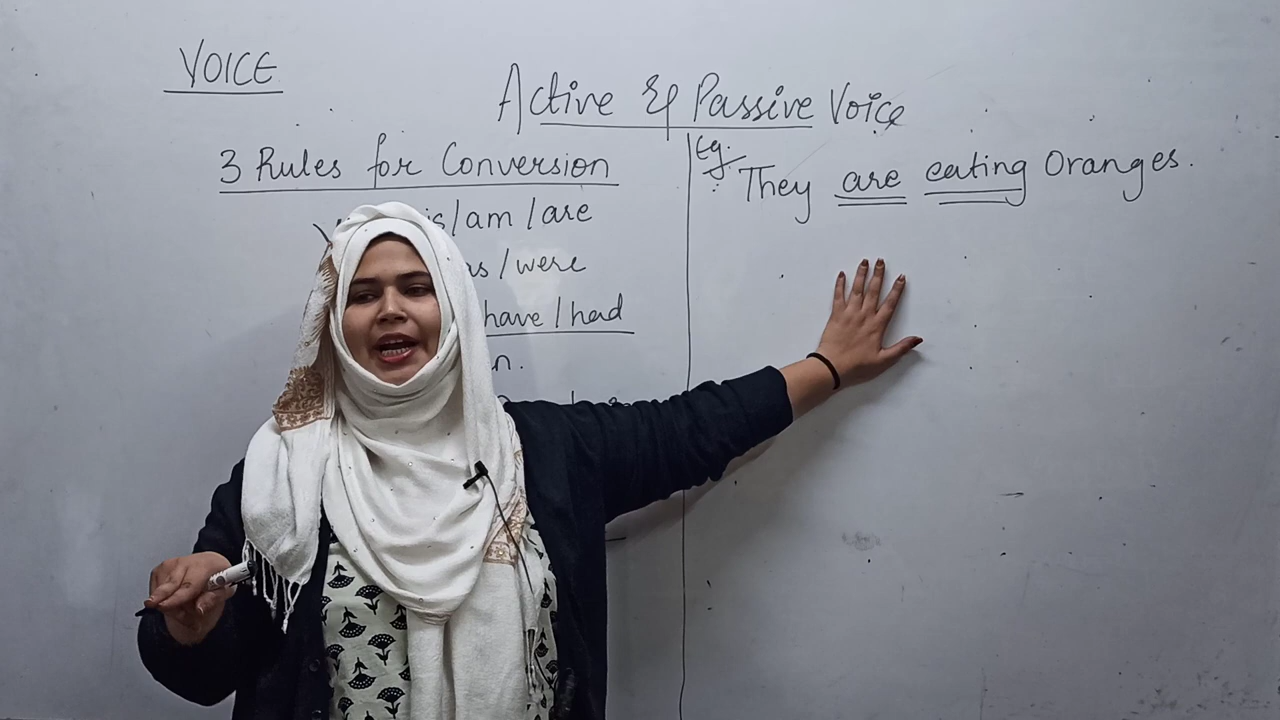 VOICE
Active & Passive Voice
3 Rules for Conversion
is/am/are
as/were
have/had
n.
Eg.
They are eating Oranges.